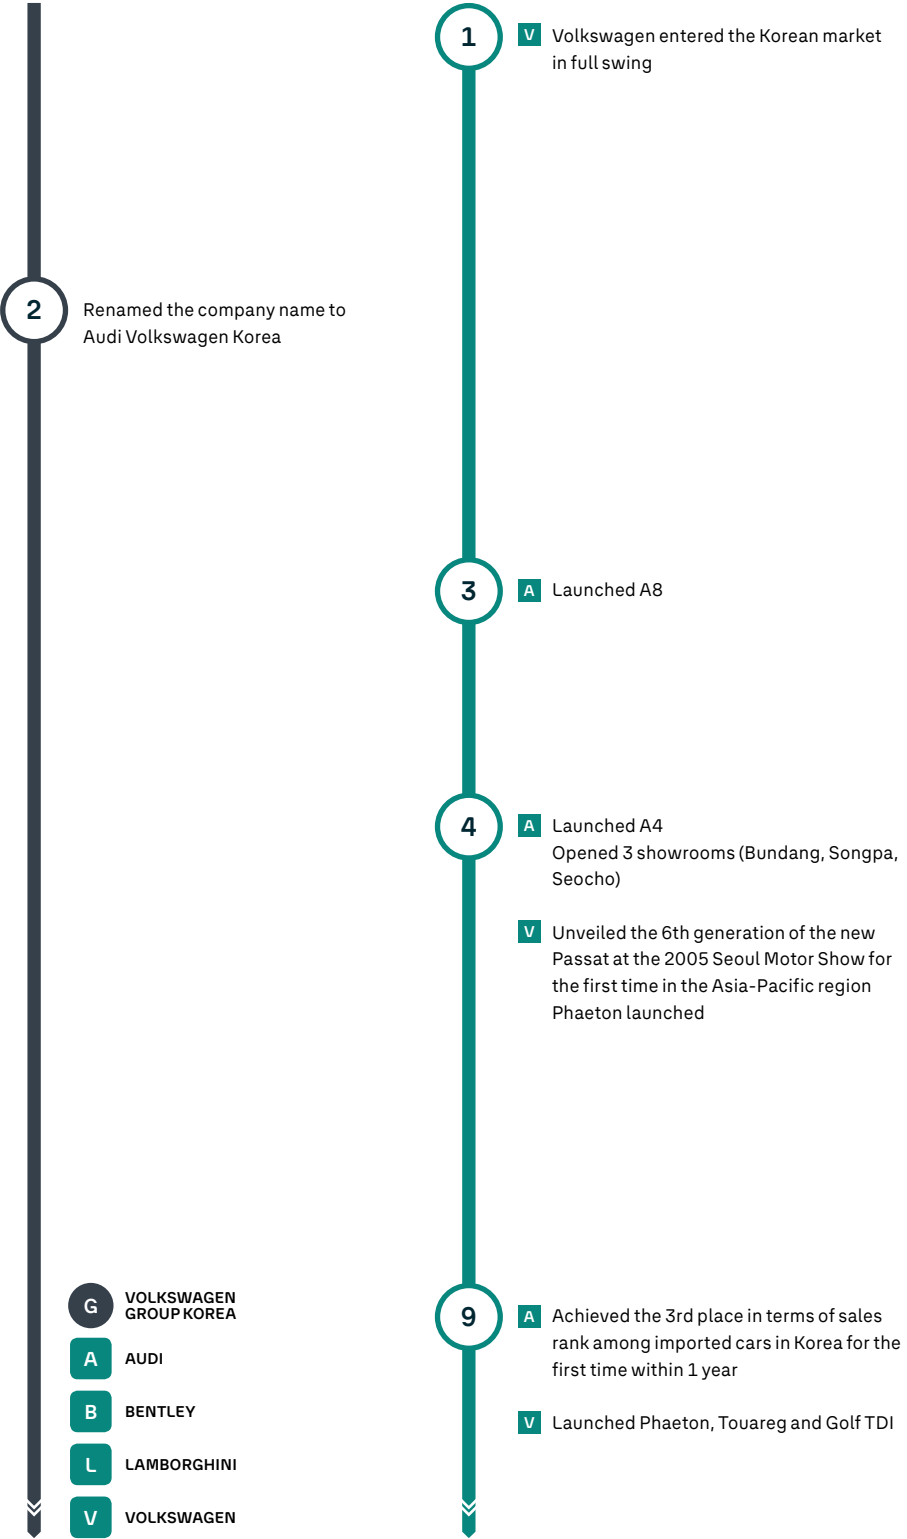 1
V
Volkswagen entered the Korean market
in full swing
2
Renamed the company name to
Audi Volkswagen Korea
3
A
Launched A8
4
A
Launched A4
Opened 3 showrooms (Bundang, Songpa,
Seocho)
V
Unveiled the 6th generation of the new
Passat at the 2005 Seoul Motor Show for
the first time in the Asia-Pacific region
Phaeton launched
9
A
Achieved the 3rd place in terms of sales
rank among imported cars in Korea for the
first time within 1 year
V
Launched Phaeton, Touareg and Golf TDI
G
VOLKSWAGEN
GROUP KOREA
A
AUDI
B
BENTLEY
L
LAMBORGHINI
V
VOLKSWAGEN